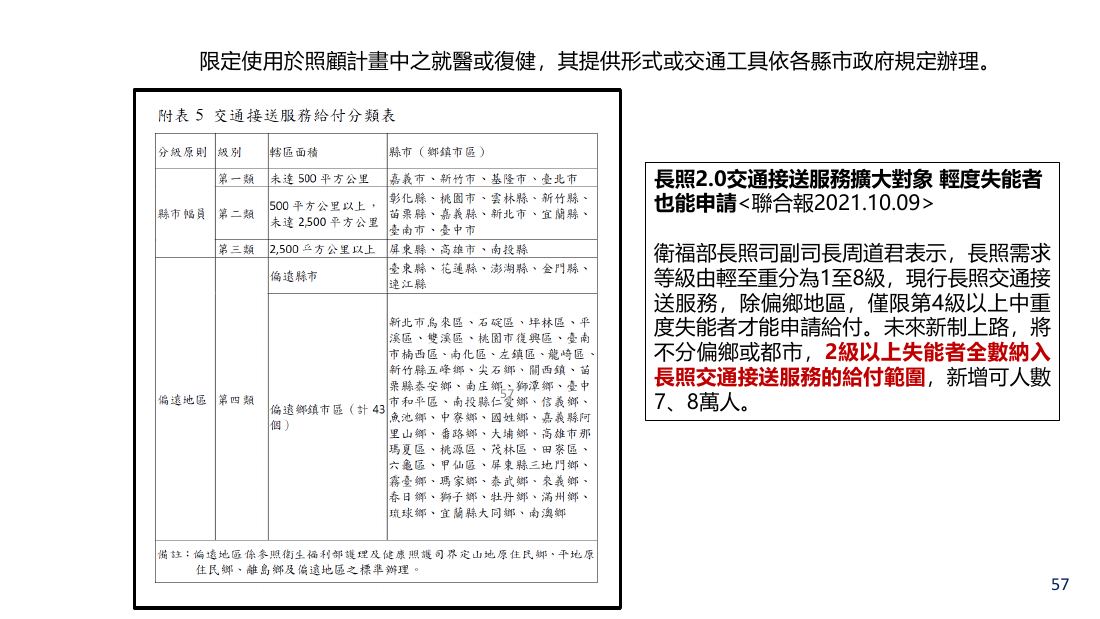 限定使用於照顧計畫中之就醫或復健，其提供形式或交通工具依各縣市政府規定辦理。
附表 5 交通接送服務給付分類表
分級原則 級別 轄區面積 縣市（鄉鎮市區）
縣市幅員
第一類 未達 500 平方公里 嘉義市、新竹市、基隆市、臺北市
第二類
500 平方公里以上，
未達 2,500 平方公里
彰化縣、桃園市、雲林縣、新竹縣、
苗栗縣、嘉義縣、新北市、宜蘭縣、
臺南市、臺中市
第三類 2,500 平方公里以上 屏東縣、高雄市、南投縣
偏遠地區 第四類
偏遠縣市
臺東縣、花蓮縣、澎湖縣、金門縣、
連江縣
偏遠鄉鎮市區（計 43
個）
新北市烏來區、石碇區、坪林區、平
溪區、雙溪區、桃園市復興區、臺南
市楠西區、南化區、左鎮區、龍崎區、
新竹縣五峰鄉、尖石鄉、關西鎮、苗
栗縣泰安鄉、南庄鄉、獅潭鄉、臺中
市和平區、南投縣仁愛鄉、信義鄉、
魚池鄉、中寮鄉、國姓鄉、嘉義縣阿
里山鄉、番路鄉、大埔鄉、高雄市那
瑪夏區、桃源區、茂林區、田寮區、
六龜區、甲仙區、屏東縣三地門鄉、
霧臺鄉、瑪家鄉、泰武鄉、來義鄉、
春日鄉、獅子鄉、牡丹鄉、滿州鄉、
琉球鄉、宜蘭縣大同鄉、南澳鄉
57
備註：偏遠地區係參照衛生福利部護理及健康照護司界定山地原住民鄉、平地原
住民鄉、離島鄉及偏遠地區之標準辦理。
長照2.0交通接送服務擴大對象 輕度失能者
也能申請<聯合報2021.10.09>
衛福部長照司副司長周道君表示，長照需求
等級由輕至重分為1至8級，現行長照交通接
送服務，除偏鄉地區，僅限第4級以上中重
度失能者才能申請給付。未來新制上路，將
不分偏鄉或都市，2級以上失能者全數納入
長照交通接送服務的給付範圍，新增可人數
7、8萬人。
57